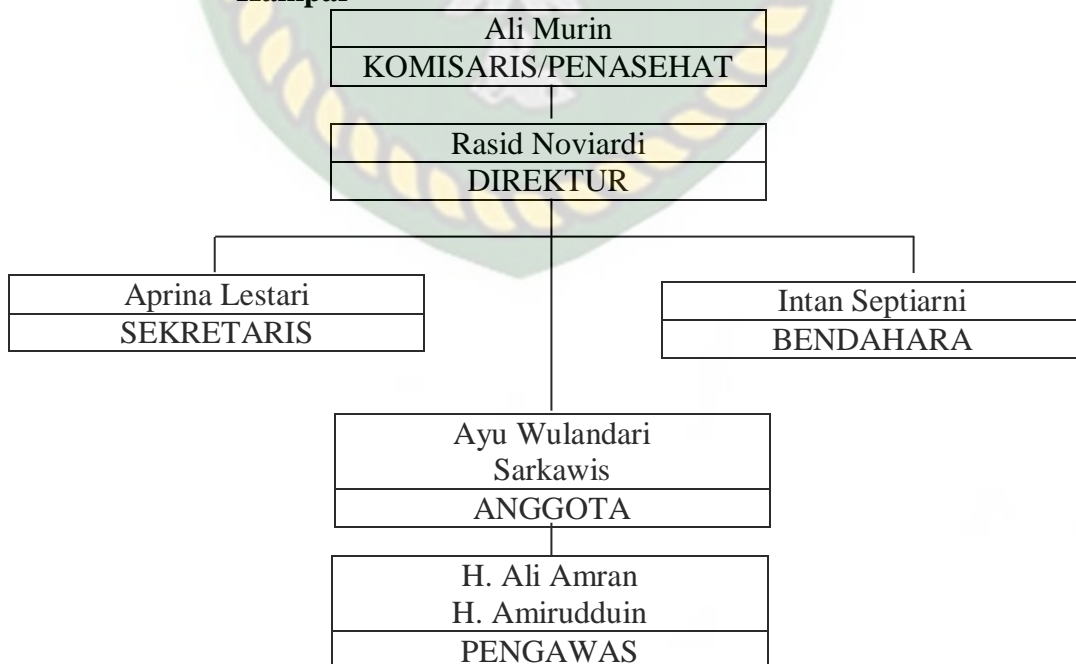 Kampar
Ali Murin
KOMISARIS/PENASEHAT
Rasid Noviardi
DIREKTUR
Aprina Lestari
SEKRETARIS
Intan Septiarni
BENDAHARA
Ayu Wulandari
Sarkawis
ANGGOTA
H. Ali Amran
H. Amirudduin
PENGAWAS